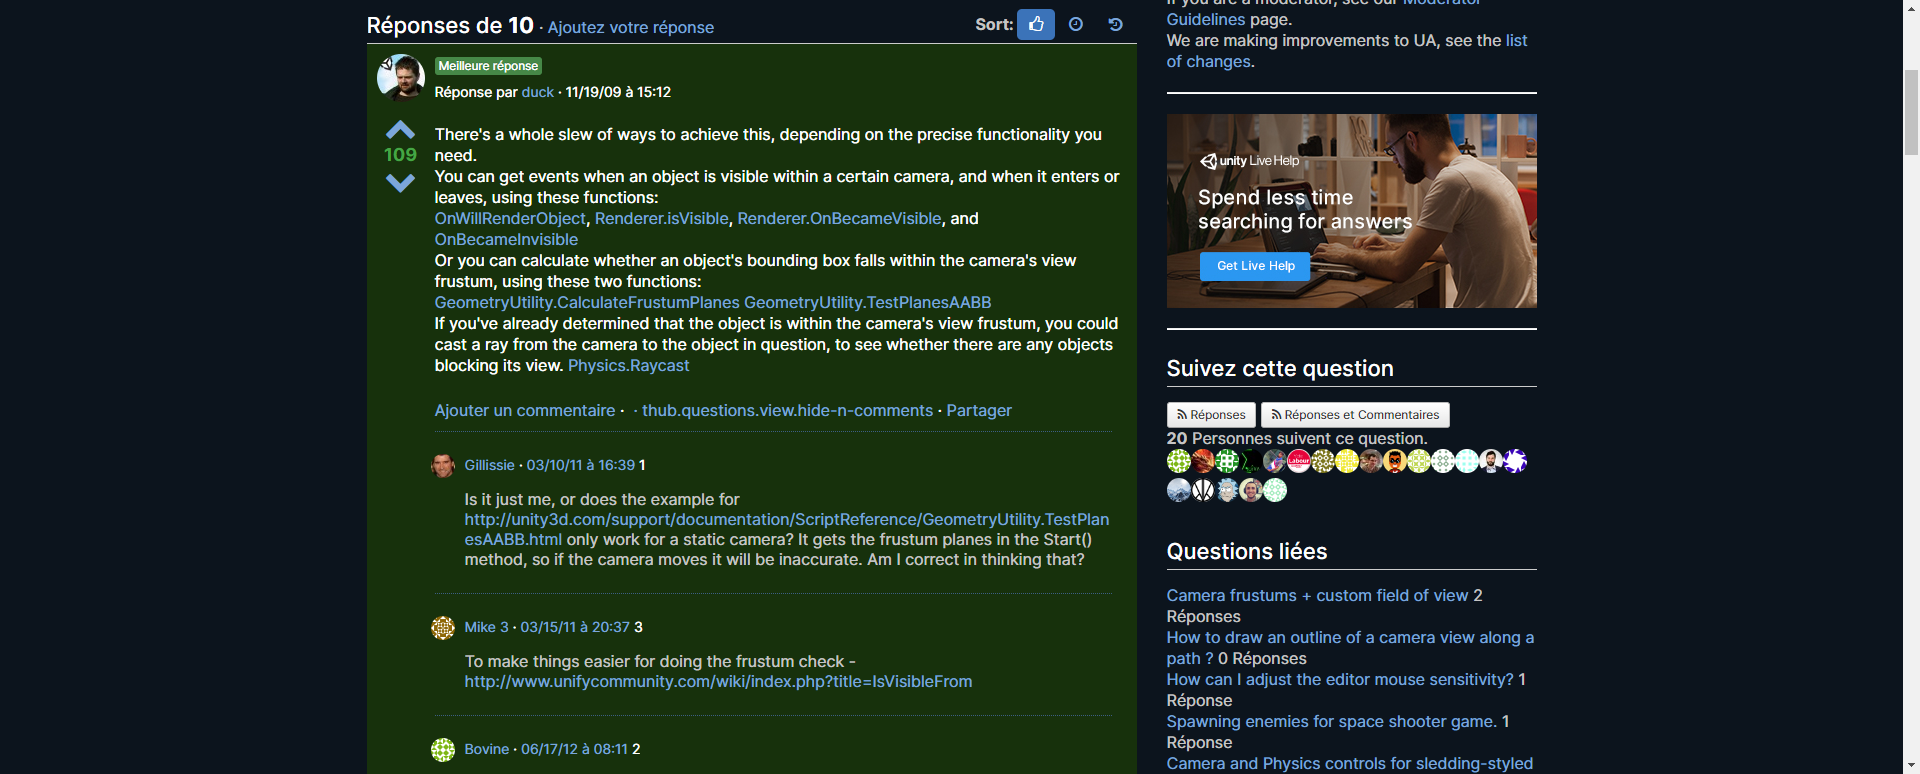 Réponses de 10 · Ajoutez votre réponse
Sort:
Meilleure réponse
Réponse par duck · 11/19/09 à 15:12
109
There's a whole slew of ways to achieve this, depending on the precise functionality you
need.
You can get events when an object is visible within a certain camera, and when it enters or
leaves, using these functions:
OnWillRenderObject, Renderer.isVisible, Renderer.OnBecameVisible, and
OnBecameInvisible
Or you can calculate whether an object's bounding box falls within the camera's view
frustum, using these two functions:
GeometryUtility.CalculateFrustumPlanes GeometryUtility.TestPlanesAABB
If you've already determined that the object is within the camera's view frustum, you could
cast a ray from the camera to the object in question, to see whether there are any objects
blocking its view. Physics.Raycast
Ajouter un commentaire · · thub.questions.view.hide-n-comments · Partager
Gillissie · 03/10/11 à 16:39 1
Is it just me, or does the example for
http://unity3d.com/support/documentation/ScriptReference/GeometryUtility.TestPlan
esAABB.html only work for a static camera? It gets the frustum planes in the Start()
method, so if the camera moves it will be inaccurate. Am I correct in thinking that?
Mike 3 · 03/15/11 à 20:37 3
To make things easier for doing the frustum check -
http://www.unifycommunity.com/wiki/index.php?title=IsVisibleFrom
Bovine · 06/17/12 à 08:11 2
If you are a moderator, see our Moderator
Guidelines page.
We are making improvements to UA, see the list
of changes.
unity Live Help
Spend less time
searching for answers
Get Live Help
Suivez cette question
Réponses
Réponses et Commentaires
20 Personnes suivent ce question.
Labour
Questions liées
Camera frustums + custom field of view 2
Réponses
How to draw an outline of a camera view along a
path ? 0 Réponses
How can I adjust the editor mouse sensitivity? 1
Réponse
Spawning enemies for space shooter game. 1
Réponse
Camera and Physics controls for sledding-styled